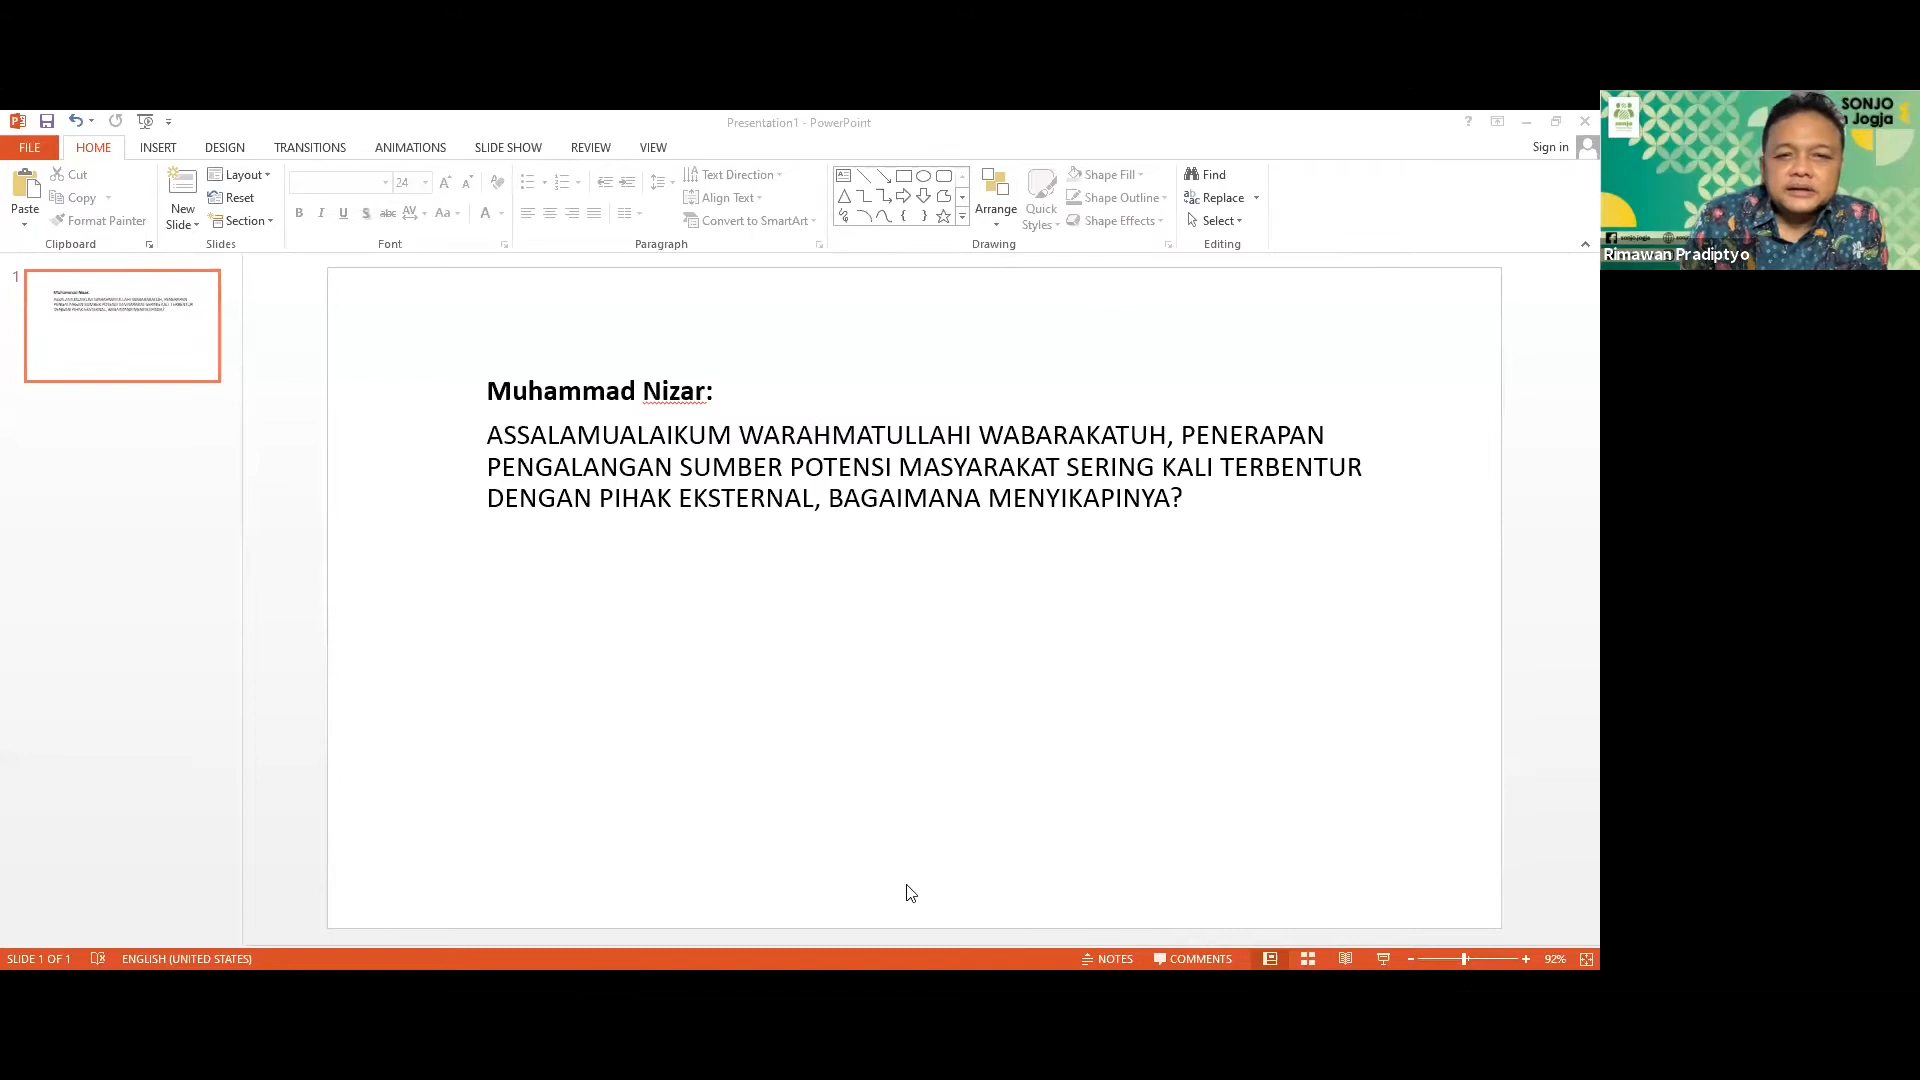 Presentation1 - PowerPoint
FILE HOME INSERT DESIGN TRANSITIONS ANIMATIONS SLIDE SHOW REVIEW VIEW
Sign in
Paste
Cut
Copy
Format Painter
Clipboard
New
Slide
Layout
Reset
Section
Slides
24
Font
Text Direction
Align Text
Convert to SmartArt
Paragraph
Arrange
Quick
Styles
Shape Fill
Shape Outline
Shape Effects
Drawing
Find
Replace
Select
Editing
SONJO
Jogja
Rimawan Pradiptyo
1
Muhammad Nizar:
ASSALAMUALAIKUM WARAHMATULLAHI WABARAKATUH, PENERAPAN
PENGALANGAN SUMBER POTENSI MASYARAKAT SERING KALI TERBENTUR
DENGAN PIHAK EKSTERNAL, BAGAIMANA MENYIKAPINYA?
SLIDE 1 OF 1
ENGLISH (UNITED STATES)
NOTES
COMMENTS
92%